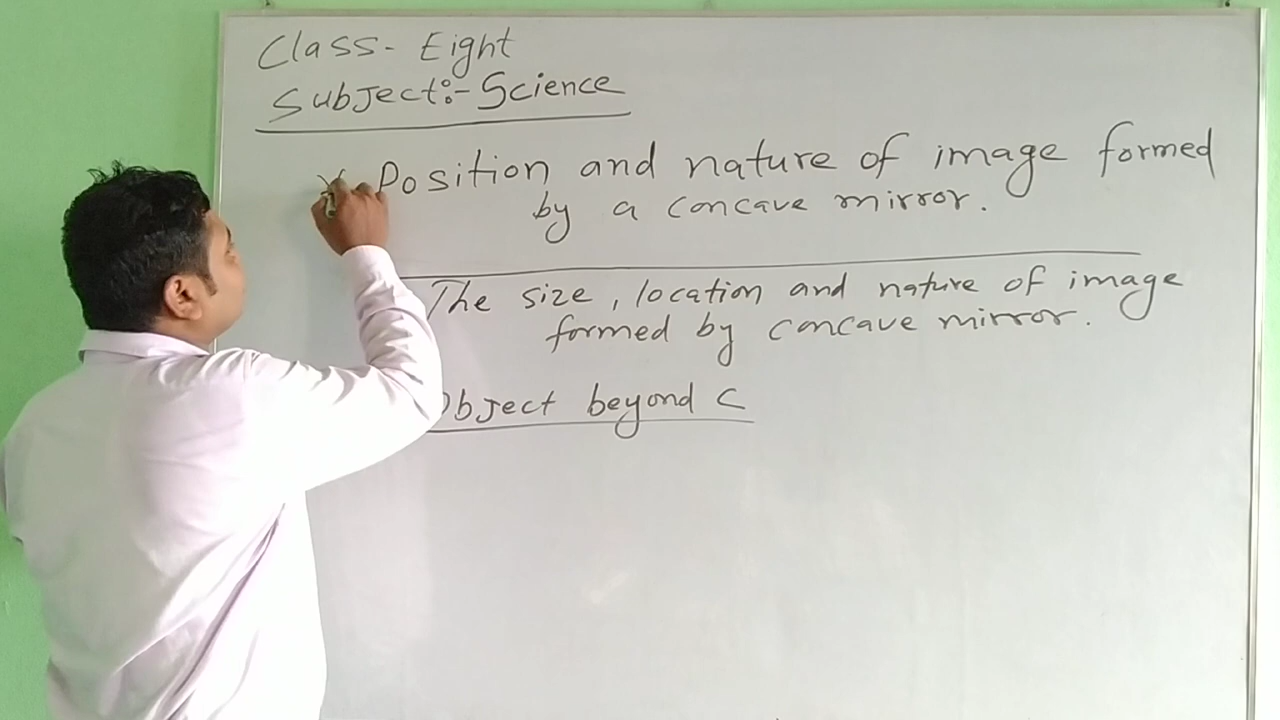 Class- Eight
Subject:- Science
* Position and nature of image formed
by a concave mirror.
The size, location and nature of image
formed by concave mirror.
Object beyond C